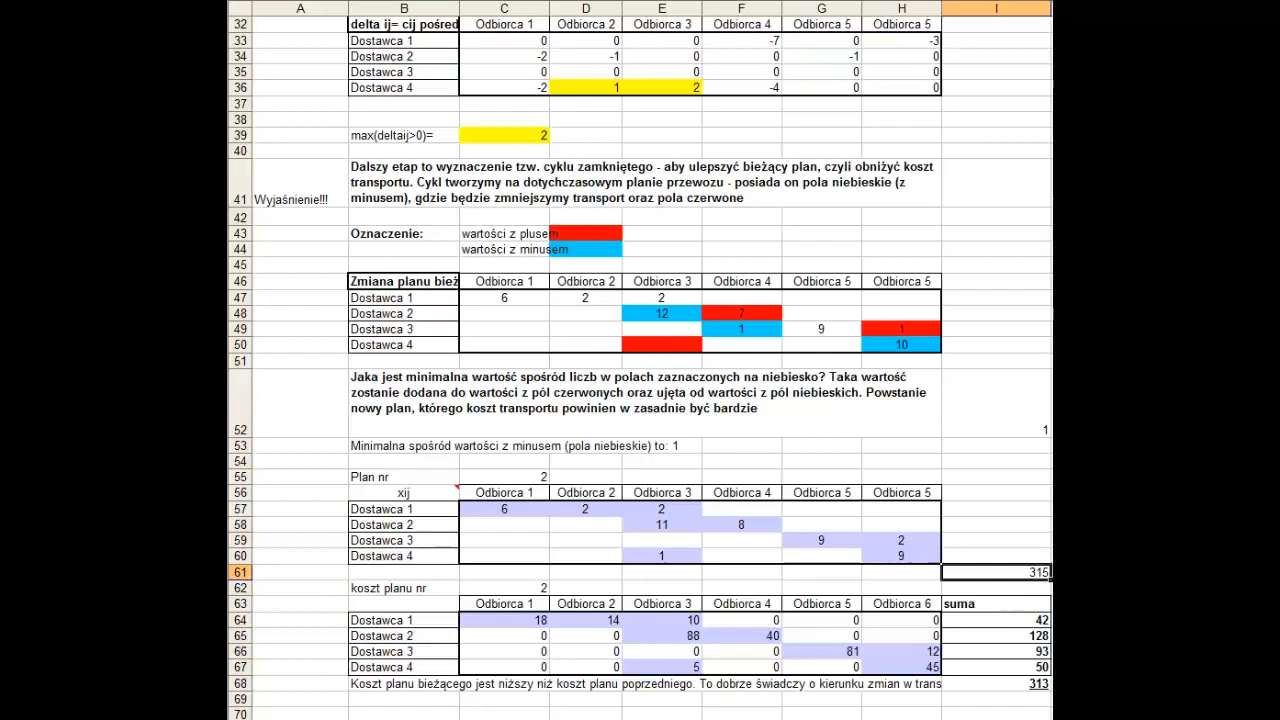 A B C D E F G H I
32 delta ij= cij pośred Odbiorca 1 Odbiorca 2 Odbiorca 3 Odbiorca 4 Odbiorca 5 Odbiorca 5
33 Dostawca 1 0 0 0 -7 0 -3
34 Dostawca 2 -2 -1 0 0 -1 0
35 Dostawca 3 0 0 0 0 0 0
36 Dostawca 4 -2 1 2 -4 0 0
37
38
39 max(deltaij>0)= 2
40
Dalszy etap to wyznaczenie tzw. cyklu zamkniętego - aby ulepszyć bieżący plan, czyli obniżyć koszt
transportu. Cykl tworzymy na dotychczasowym planie przewozu - posiada on pola niebieskie (z
41 Wyjaśnienie!!! minusem), gdzie będzie zmniejszymy transport oraz pola czerwone
42
43 Oznaczenie: wartości z plusem
44 wartości z minusem
45
46 Zmiana planu bież Odbiorca 1 Odbiorca 2 Odbiorca 3 Odbiorca 4 Odbiorca 5 Odbiorca 5
47 Dostawca 1 6 2 2
48 Dostawca 2 12 7
49 Dostawca 3 1 9 1
50 Dostawca 4 10
51
Jaka jest minimalna wartość spośród liczb w polach zaznaczonych na niebiesko? Taka wartość
zostanie dodana do wartości z pól czerwonych oraz ujęta od wartości z pól niebieskich. Powstanie
nowy plan, którego koszt transportu powinien w zasadnie być bardzie
52 1
53 Minimalna spośród wartości z minusem (pola niebieskie) to: 1
54
55 Plan nr 2
56 xij Odbiorca 1 Odbiorca 2 Odbiorca 3 Odbiorca 4 Odbiorca 5 Odbiorca 5
57 Dostawca 1 6 2 2
58 Dostawca 2 11 8
59 Dostawca 3 9 2
60 Dostawca 4 1 9
61 315
62 koszt planu nr 2
63 Odbiorca 1 Odbiorca 2 Odbiorca 3 Odbiorca 4 Odbiorca 5 Odbiorca 6 suma
64 Dostawca 1 18 14 10 0 0 0 42
65 Dostawca 2 0 0 88 40 0 0 128
66 Dostawca 3 0 0 0 0 81 12 93
67 Dostawca 4 0 0 5 0 0 45 50
68 Koszt planu bieżącego jest niższy niż koszt planu poprzedniego. To dobrze świadczy o kierunku zmian w trans 313
69
70